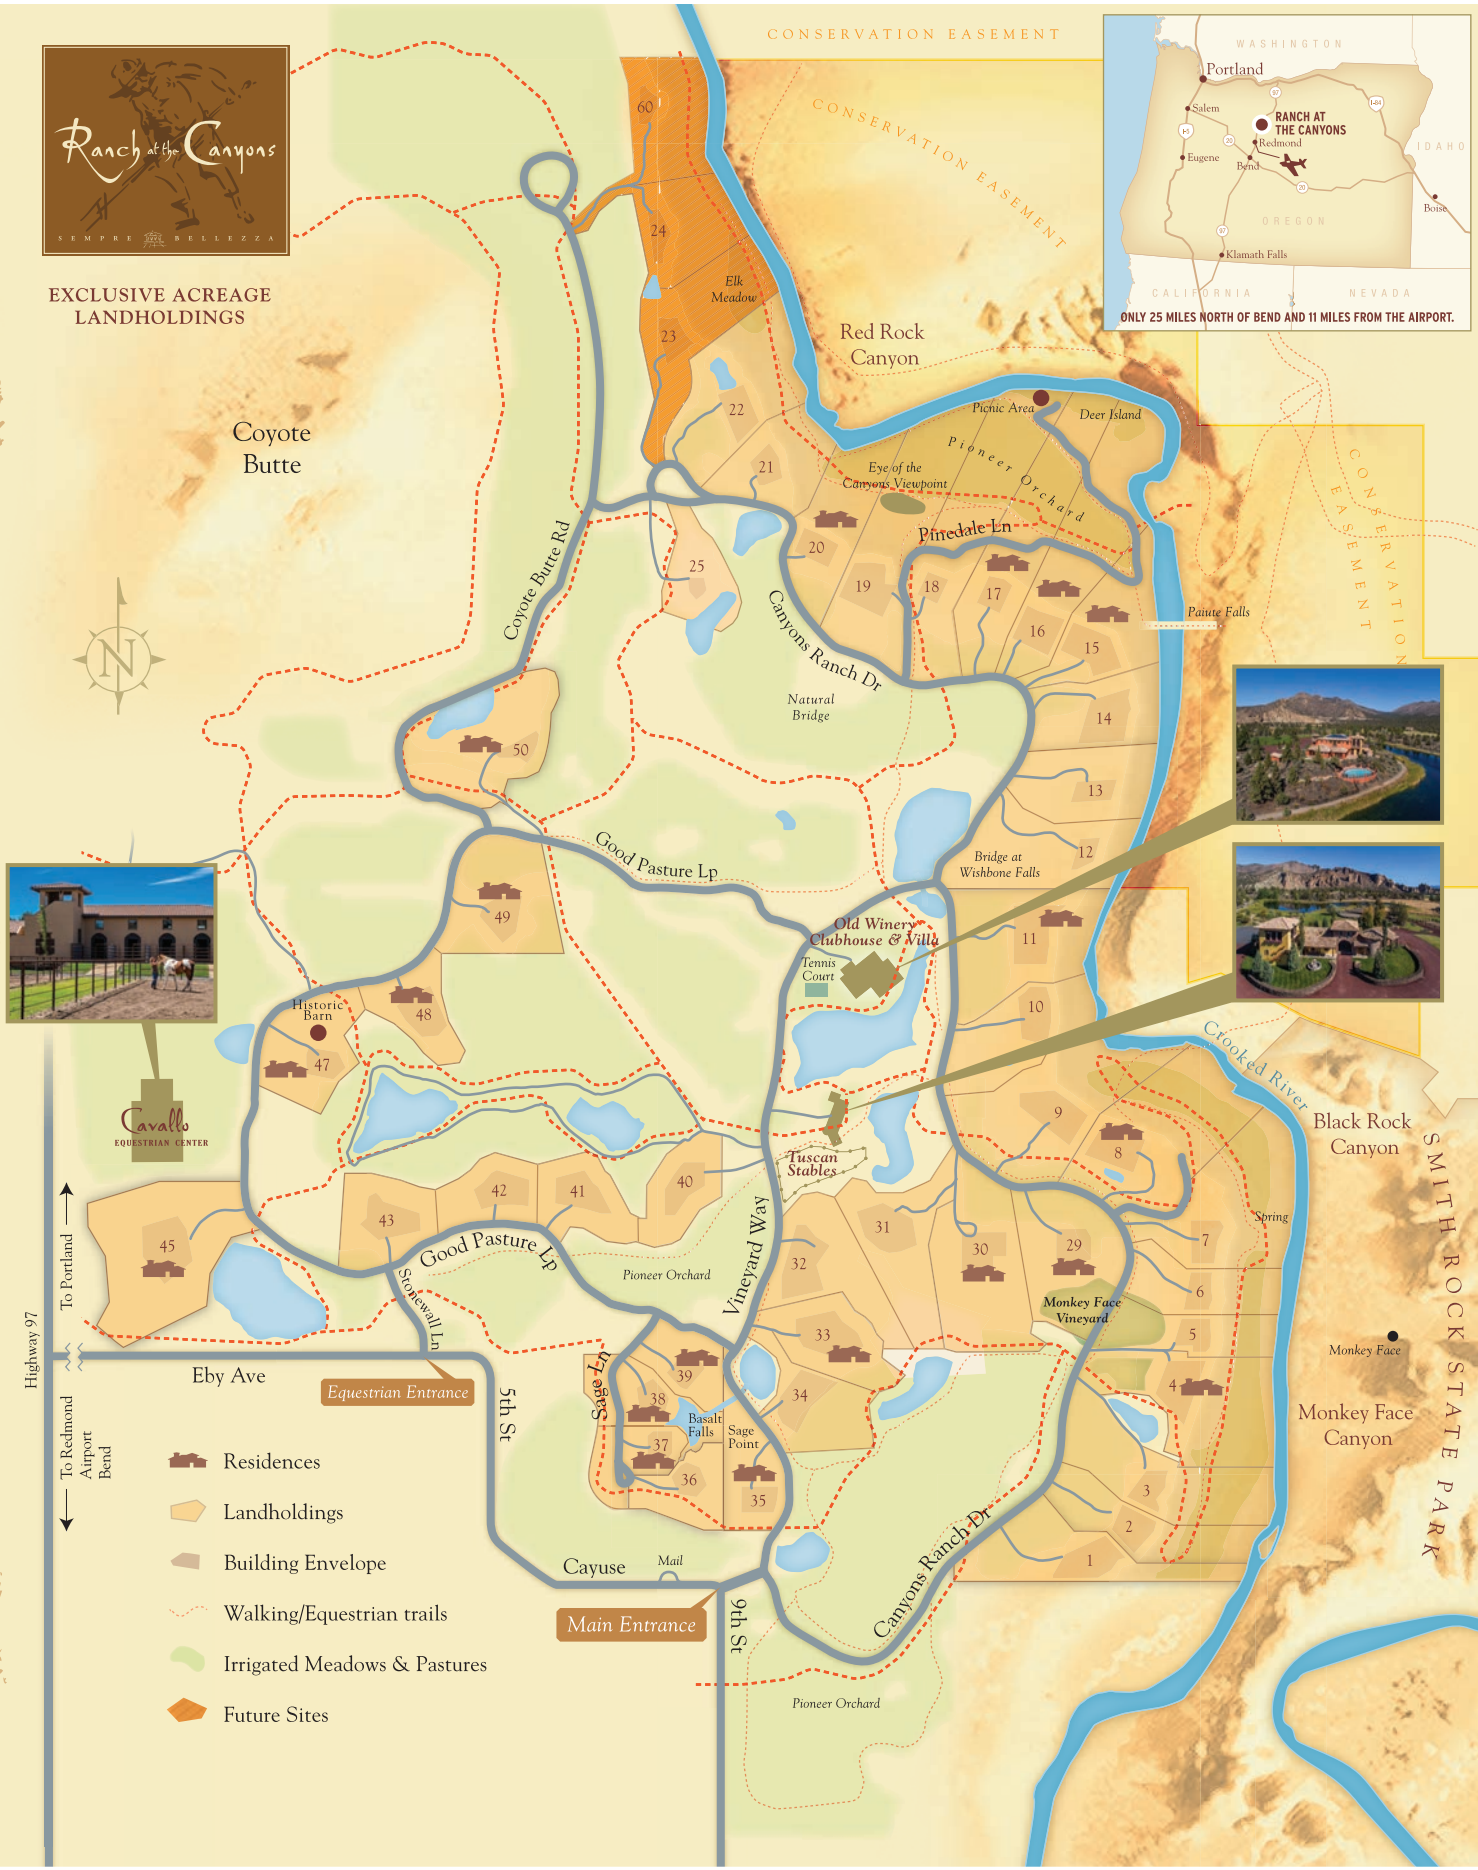 Ranch at the Canyons
SEMPRE BELLEZZA
EXCLUSIVE ACREAGE
LANDHOLDINGS
CONSERVATION EASEMENT
CONSERVATION EASEMENT
WASHINGTON
Portland
97
I-84
Salem
RANCH AT
THE CANYONS
I-5
20
Redmond
IDAHO
Eugene
Bend
20
Boise
OREGON
97
Klamath Falls
CALIFORNIA
NEVADA
ONLY 25 MILES NORTH OF BEND AND 11 MILES FROM THE AIRPORT.
60
24
Elk
Meadow
23
Red Rock
Canyon
Coyote
Butte
22
Picnic Area
Deer Island
Pioneer Orchard
21
Eye of the
Canyons Viewpoint
CONSERVATION
EASEMENT
Pinedale Ln
20
25
19
18
17
16
15
Coyote Butte Rd
Canyons Ranch Dr
Paiute Falls
N
Natural
Bridge
14
50
13
Good Pasture Lp
12
Bridge at
Wishbone Falls
49
Old Winery
Clubhouse & Villa
11
Tennis
Court
48
Historic
Barn
10
47
Crooked River
Cavallo
EQUESTRIAN CENTER
9
8
Black Rock
Canyon
Tuscan
Stables
SMITH ROCK STATE PARK
42
41
40
43
45
31
Spring
7
30
29
32
Good Pasture Lp
Pioneer Orchard
Vineyard Way
To Portland
Highway 97
Stonewall Ln
6
Monkey Face
Vineyard
5
33
Monkey Face
Eby Ave
Equestrian Entrance
Sage Ln
39
38
34
4
Monkey Face
Canyon
5th St
Basalt
Falls
Sage
Point
37
36
35
3
2
1
To Redmond
Airport
Bend
Residences
Landholdings
Building Envelope
Walking/Equestrian trails
Irrigated Meadows & Pastures
Future Sites
Cayuse
Mail
Main Entrance
9th St
Canyons Ranch Dr
Pioneer Orchard